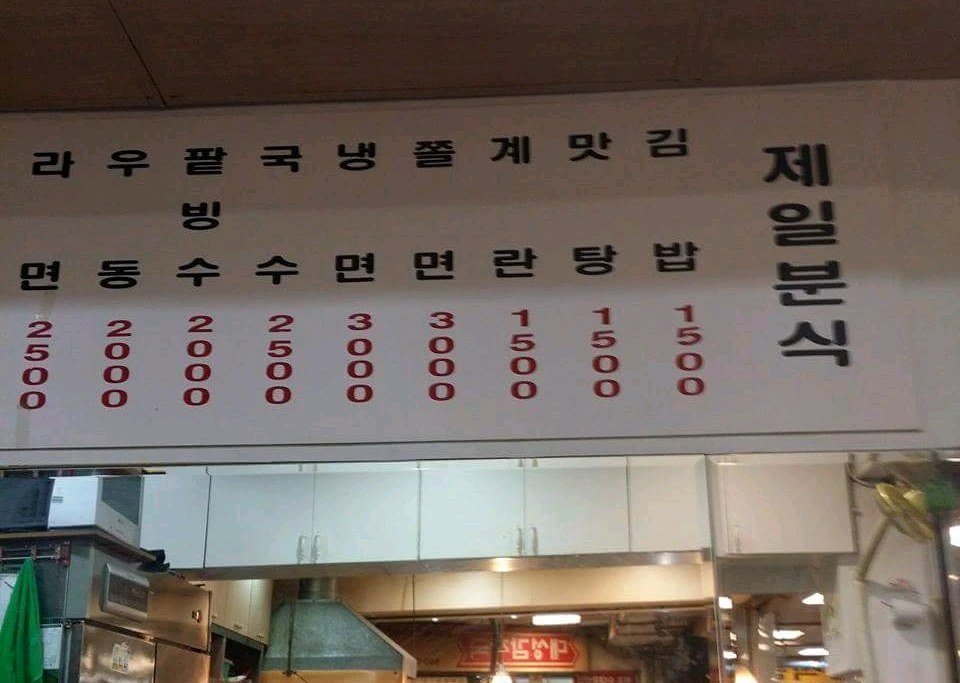 제일분식
김밥 1500
맛탕 1500
계란 1500
쫄면 3000
냉면 3000
국수 2500
팥빙수 2000
우동 2000
라면 2500